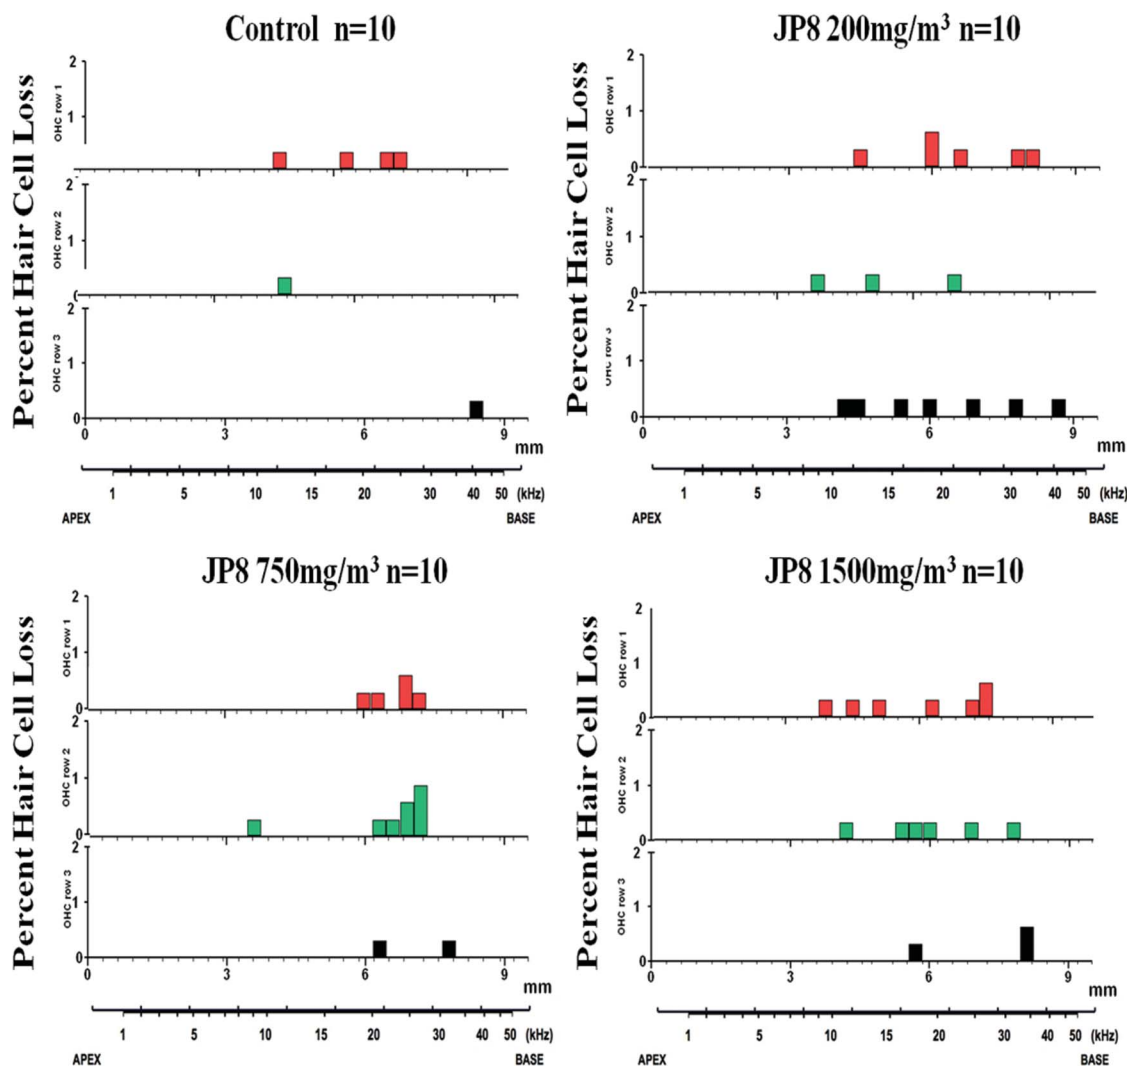 Control n=10
Percent Hair Cell Loss
OHC row 1
2
1
OHC row 2
2
1
OHC row 3
2
1
0
0 3 6 9
mm
1 5 10 15 20 30 40 50 (kHz)
APEX BASE
JP8 200mg/m³ n=10
Percent Hair Cell Loss
OHC row 1
2
1
0
OHC row 2
2
1
0
OHC row 3
2
1
0
0 3 6 9
mm
1 5 10 15 20 30 40 50 (kHz)
APEX BASE
JP8 750mg/m³ n=10
Percent Hair Cell Loss
OHC row 1
2
1
0
OHC row 2
2
1
0
OHC row 3
2
1
0
0 3 6 9
mm
1 5 10 20 30 40 50 (kHz)
APEX BASE
JP8 1500mg/m³ n=10
Percent Hair Cell Loss
OHC row 1
2
1
0
OHC row 2
2
1
0
OHC row 3
2
1
0
0 3 6 9
mm
1 5 10 15 20 30 40 50 (kHz)
APEX BASE